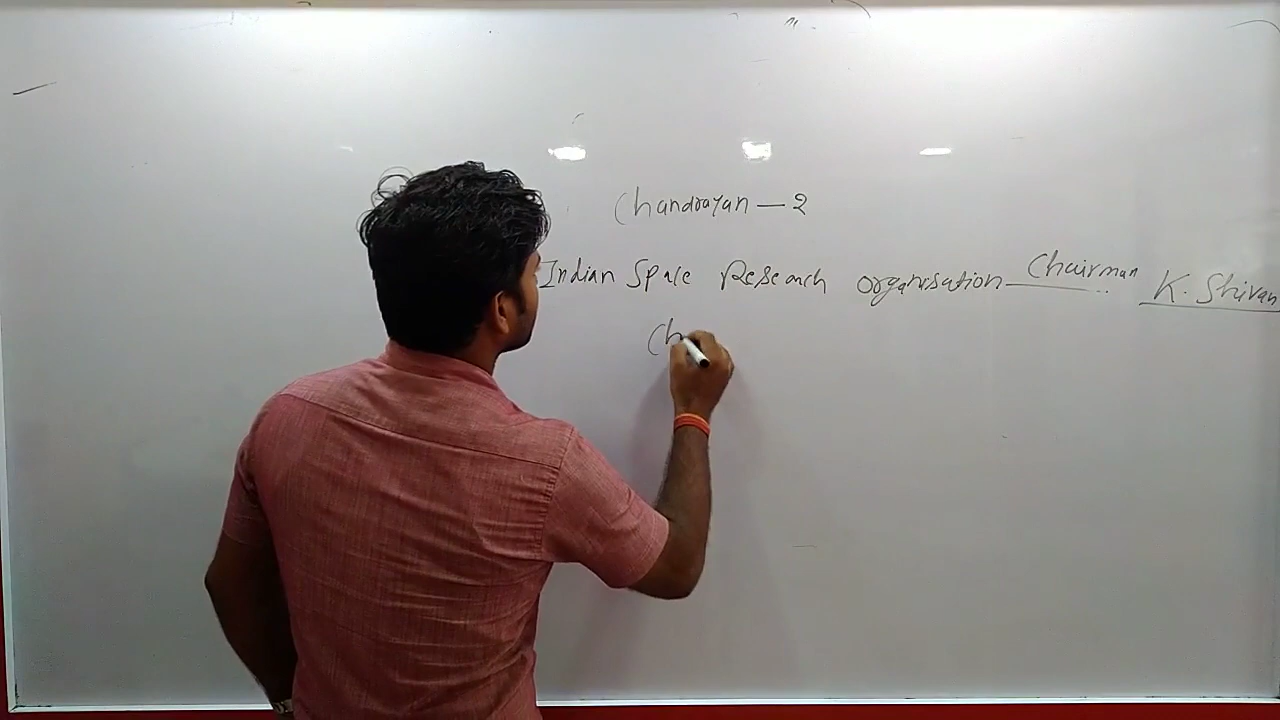 Chandrayan — 2
Indian Space Research Organisation Chairman K. Shivan
Ch